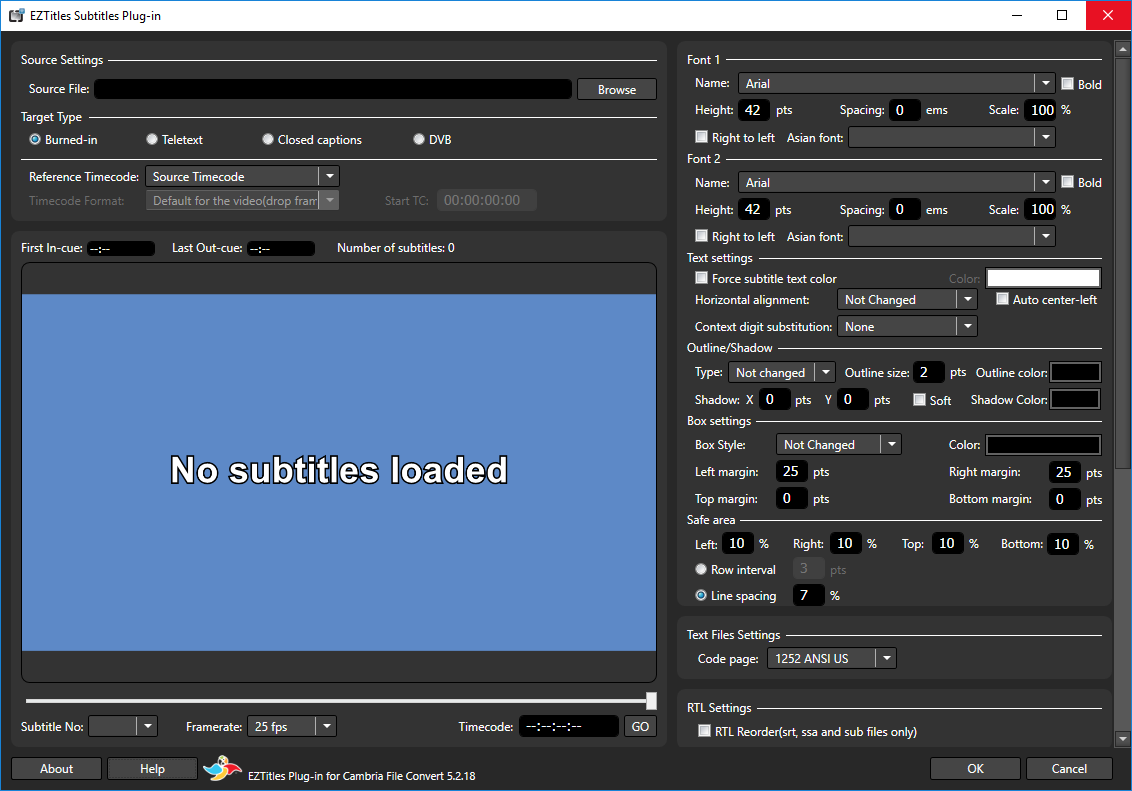 EZTitles Subtitles Plug-in
Source Settings
Source File:
Browse
Target Type
Burned-in Teletext Closed captions DVB
Reference Timecode: Source Timecode
Timecode Format: Default for the video(drop fram Start TC: 00:00:00:00
First In-cue: --:-- Last Out-cue: --:-- Number of subtitles: 0
No subtitles loaded
Subtitle No: Framerate: 25 fps Timecode: --:--:--:-- GO
Font 1
Name: Arial Bold
Height: 42 pts Spacing: 0 ems Scale: 100 %
Right to left Asian font:
Font 2
Name: Arial Bold
Height: 42 pts Spacing: 0 ems Scale: 100 %
Right to left Asian font:
Text settings
Force subtitle text color Color:
Horizontal alignment: Not Changed Auto center-left
Context digit substitution: None
Outline/Shadow
Type: Not changed Outline size: 2 pts Outline color:
Shadow: X 0 pts Y 0 pts Soft Shadow Color:
Box settings
Box Style: Not Changed Color:
Left margin: 25 pts Right margin: 25 pts
Top margin: 0 pts Bottom margin: 0 pts
Safe area
Left: 10 % Right: 10 % Top: 10 % Bottom: 10 %
Row interval 3 pts
Line spacing 7 %
Text Files Settings
Code page: 1252 ANSI US
RTL Settings
RTL Reorder(srt, ssa and sub files only)
About Help EZTitles Plug-in for Cambria File Convert 5.2.18 OK Cancel